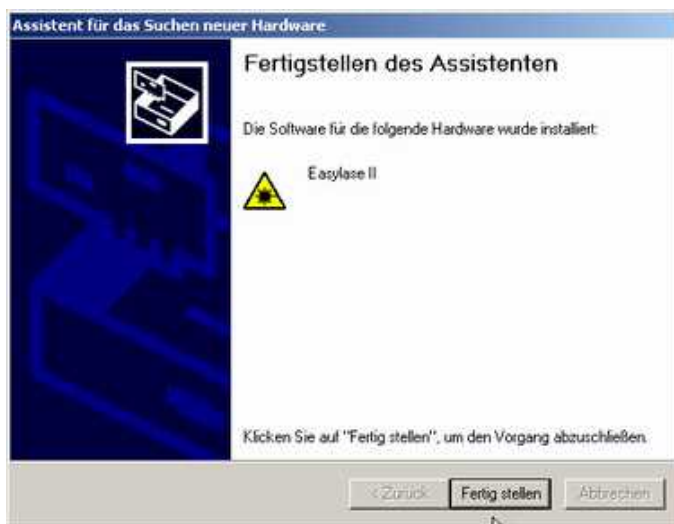 Assistent für das Suchen neuer Hardware
Fertigstellen des Assistenten
Die Software für die folgende Hardware wurde installiert:
Easylase II
Klicken Sie auf "Fertig stellen", um den Vorgang abzuschließen.
< Zurück Fertig stellen Abbrechen